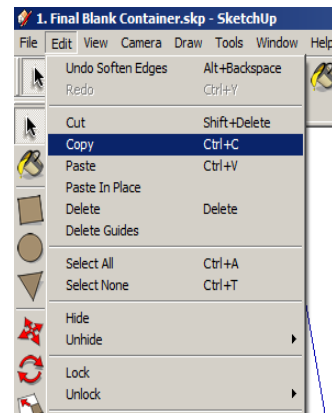 1. Final Blank Container.skp - SketchUp
File Edit View Camera Draw Tools Window Help
Undo Soften Edges Alt+Backspace
Redo Ctrl+Y
Cut Shift+Delete
Copy Ctrl+C
Paste Ctrl+V
Paste In Place
Delete Delete
Delete Guides
Select All Ctrl+A
Select None Ctrl+T
Hide
Unhide
Lock
Unlock